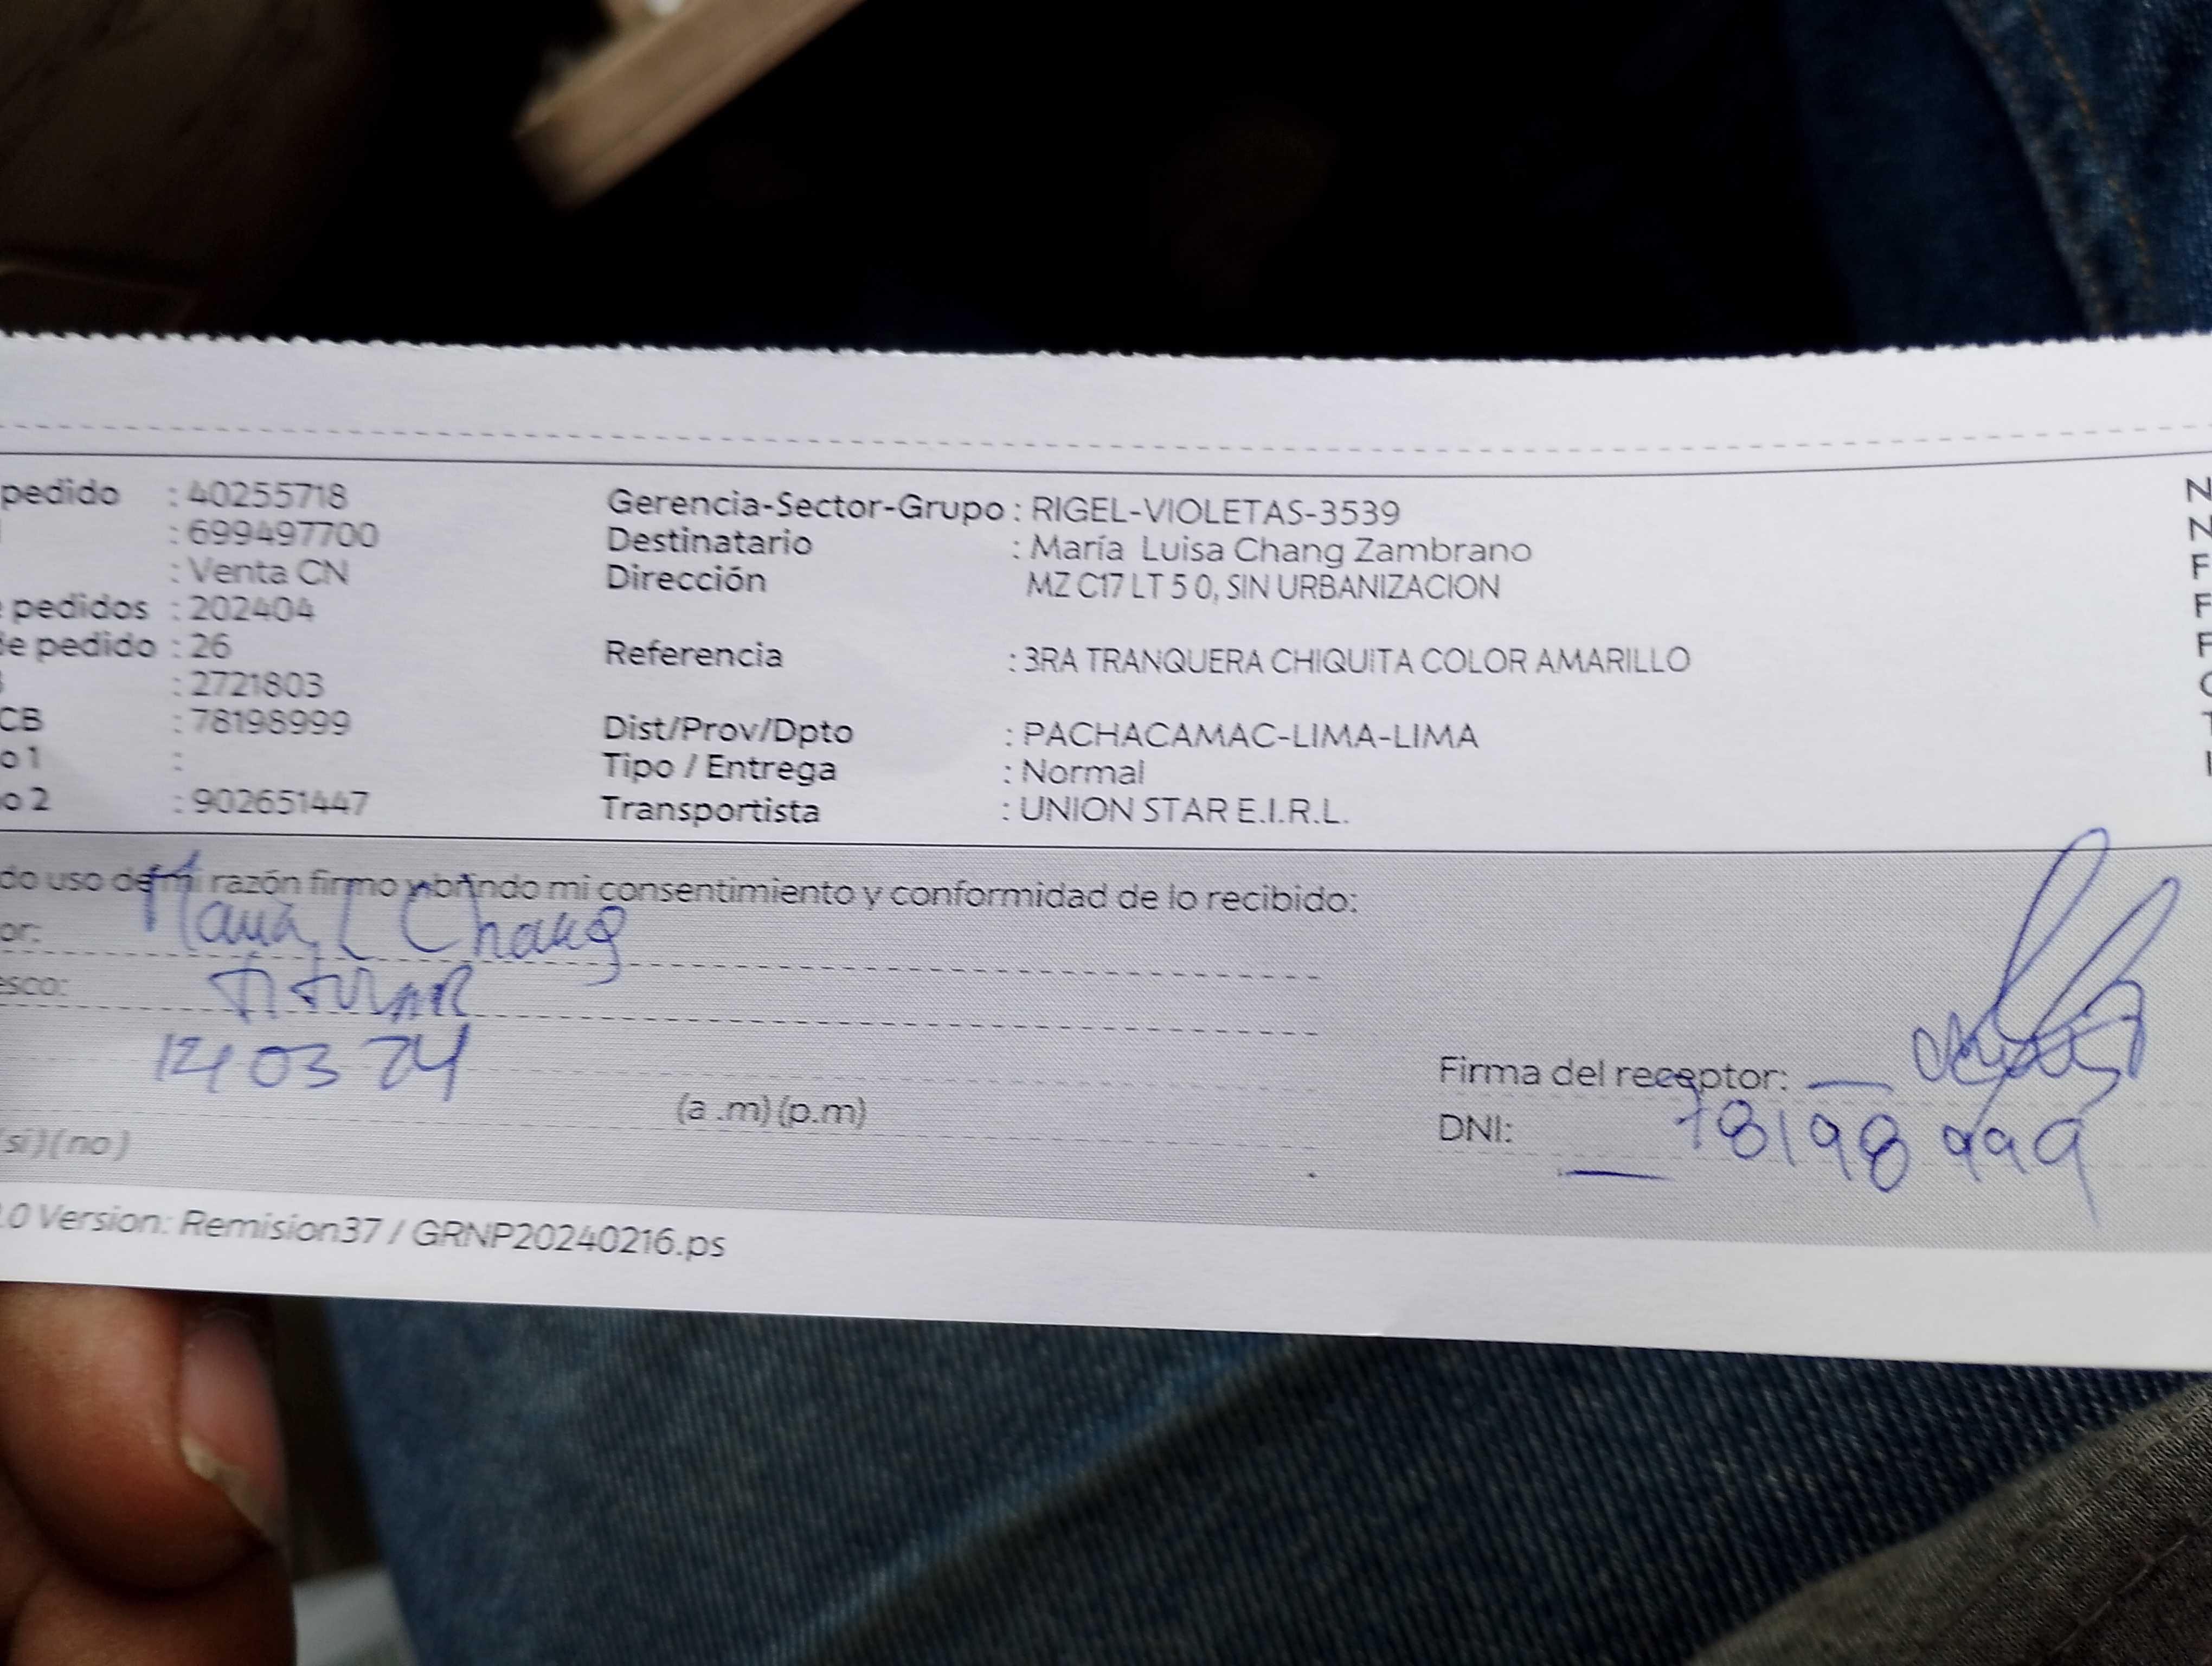 pedido : 40255718
: 699497700
: Venta CN
pedidos : 202404
de pedido : 26
: 2721803
CB : 78198999
o 1 :
o 2 : 902651447
Gerencia-Sector-Grupo : RIGEL-VIOLETAS-3539
Destinatario : María Luisa Chang Zambrano
Dirección MZ C17 LT 5 0, SIN URBANIZACION
Referencia : 3RA TRANQUERA CHIQUITA COLOR AMARILLO
Dist/Prov/Dpto : PACHACAMAC-LIMA-LIMA
Tipo / Entrega : Normal
Transportista : UNION STAR E.I.R.L.
N
N
F
F
F
do uso de mi razón firmo y brindo mi consentimiento y conformidad de lo recibido:
or: María L Chang
esco: TITULAR
03 24
(a .m) (p.m)
(si) (no)
Firma del receptor:
DNI: 78198999
.0 Version: Remision37 / GRNP20240216.ps